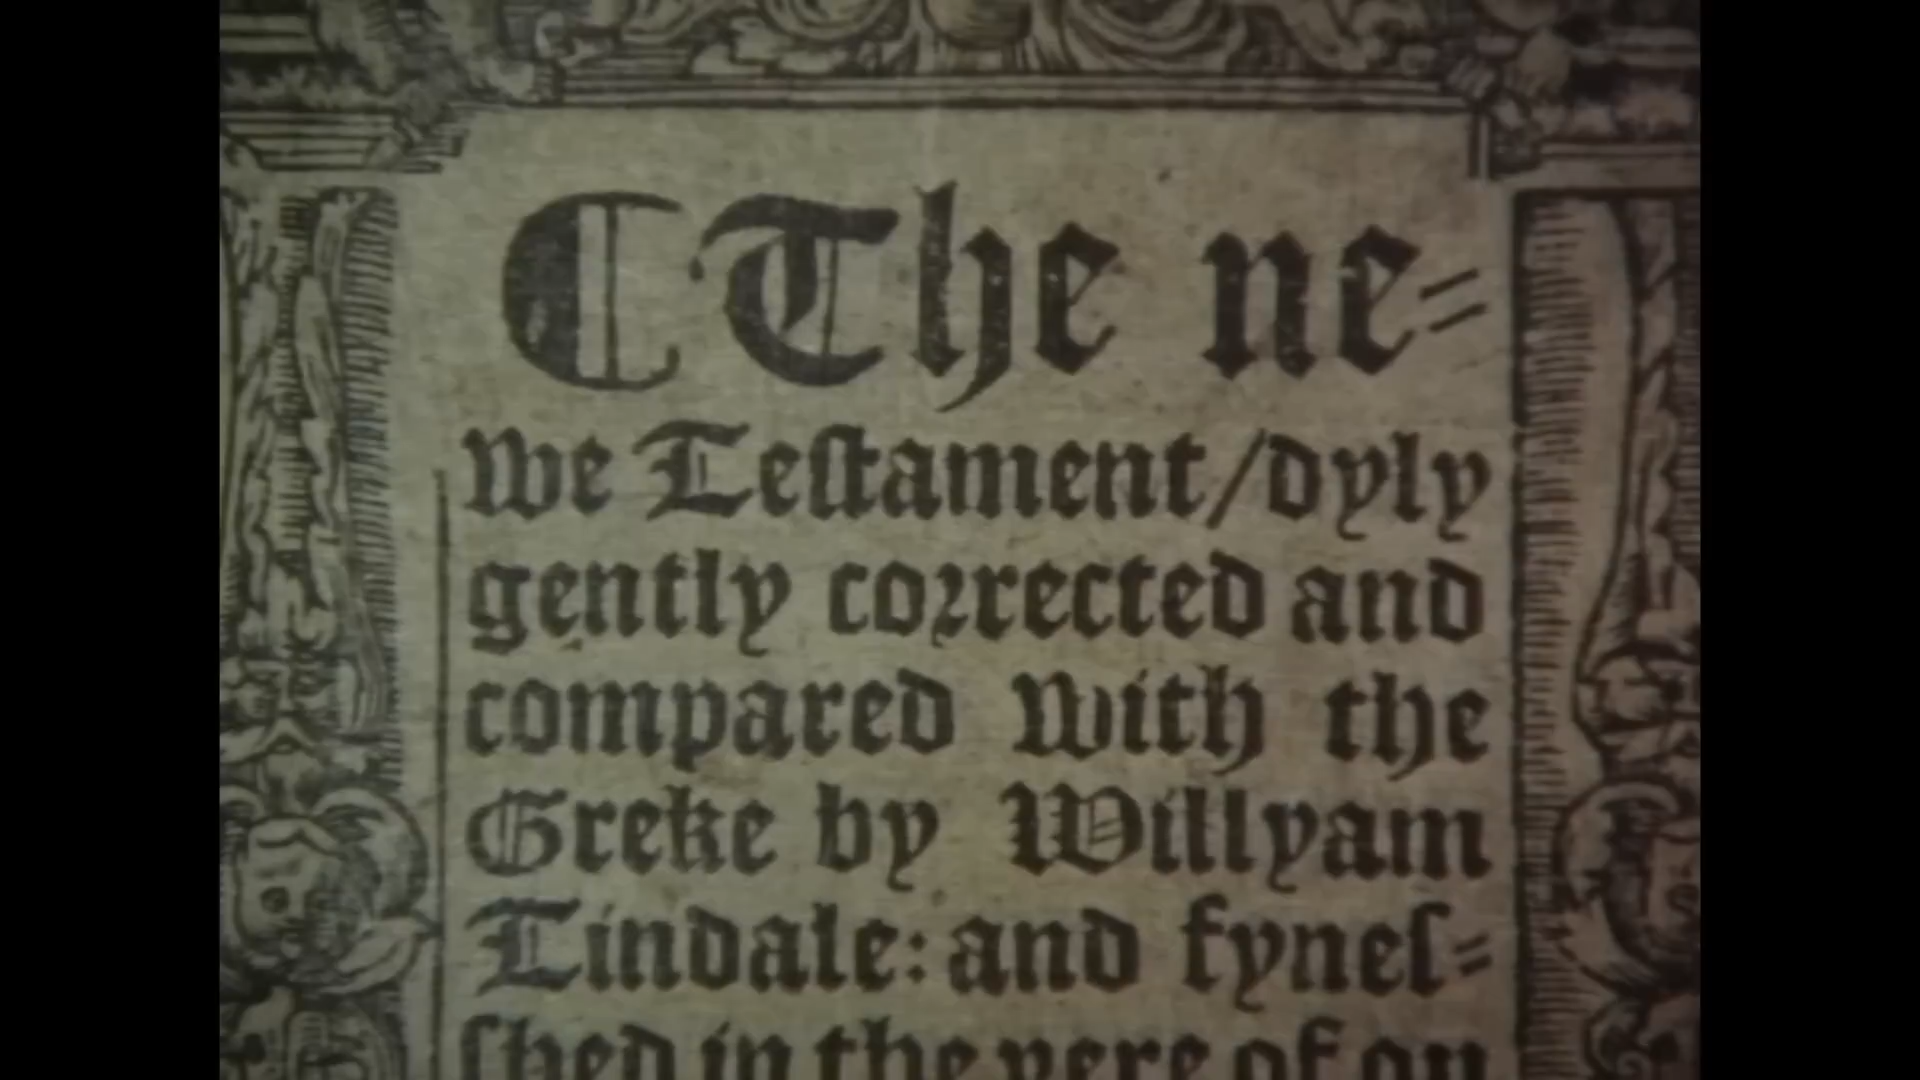 ⸿ The ne⸗
we Teſtament/dyly
gently coꝛrected and
compared with the
Greke by Willyam
Tindale: and fyneſ⸗
ſhed in the yere of ou